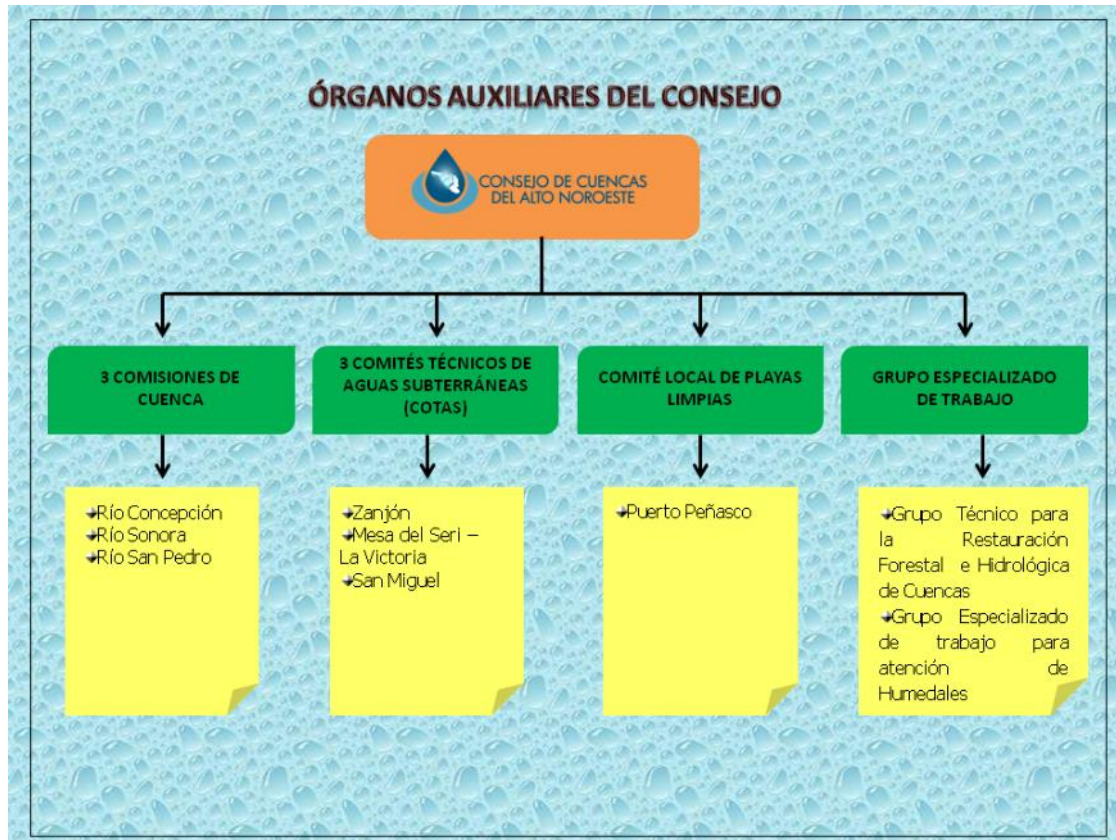 ÓRGANOS AUXILIARES DEL CONSEJO
CONSEJO DE CUENCAS
DEL ALTO NOROESTE
3 COMISIONES DE
CUENCA
3 COMITÉS TÉCNICOS DE
AGUAS SUBTERRÁNEAS
(COTAS)
COMITÉ LOCAL DE PLAYAS
LIMPIAS
GRUPO ESPECIALIZADO
DE TRABAJO
Río Concepción
Río Sonora
Río San Pedro
Zanjón
Mesa del Seri –
La Victoria
San Miguel
Puerto Peñasco
Grupo Técnico para
la Restauración
Forestal e Hidrológica
de Cuencas
Grupo Especializado
de trabajo para
atención de
Humedales